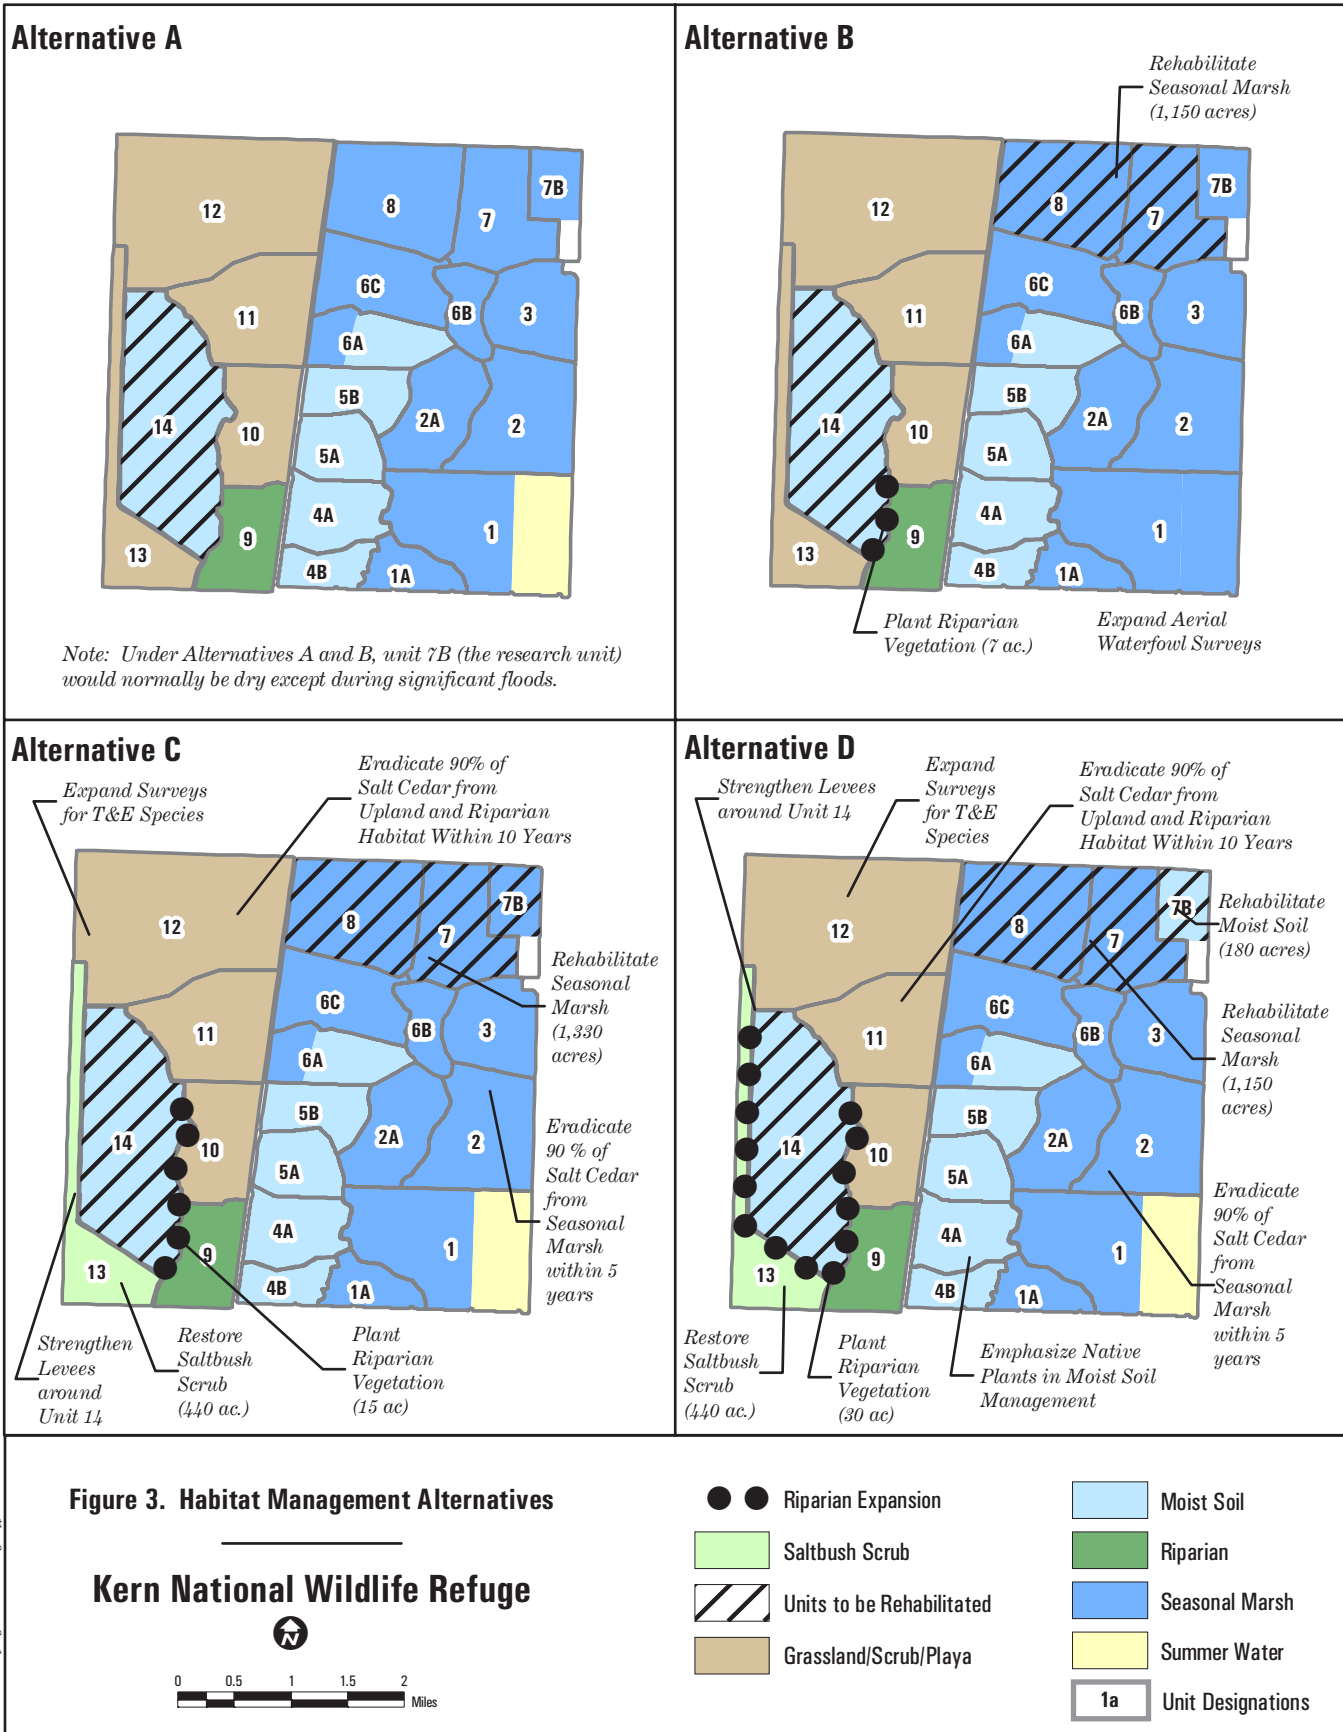 Alternative A
12
8
7
7B
6C
6B
3
11
6A
5B
2A
2
14
10
5A
4A
1
9
13
4B
1A
Note: Under Alternatives A and B, unit 7B (the research unit)
would normally be dry except during significant floods.
Alternative B
Rehabilitate
Seasonal Marsh
(1,150 acres)
12
8
7
7B
6C
6B
3
11
6A
5B
2A
2
14
10
5A
4A
1
9
13
4B
1A
Plant Riparian
Vegetation (7 ac.)
Expand Aerial
Waterfowl Surveys
Alternative C
Expand Surveys
for T&E Species
Eradicate 90% of
Salt Cedar from
Upland and Riparian
Habitat Within 10 Years
12
8
7
7B
Rehabilitate
Seasonal
Marsh
(1,330
acres)
6C
6B
3
11
6A
5B
2A
2
14
10
5A
4A
1
9
13
4B
1A
Eradicate
90 % of
Salt Cedar
from
Seasonal
Marsh
within 5
years
Strengthen
Levees
around
Unit 14
Restore
Saltbush
Scrub
(440 ac.)
Plant
Riparian
Vegetation
(15 ac)
Alternative D
Strengthen Levees
around Unit 14
Expand
Surveys
for T&E
Species
Eradicate 90% of
Salt Cedar from
Upland and Riparian
Habitat Within 10 Years
12
8
7
7B
Rehabilitate
Moist Soil
(180 acres)
6C
6B
3
11
6A
Rehabilitate
Seasonal
Marsh
(1,150
acres)
5B
2A
2
14
10
5A
4A
1
9
13
4B
1A
Eradicate
90% of
Salt Cedar
from
Seasonal
Marsh
within 5
years
Restore
Saltbush
Scrub
(440 ac.)
Plant
Riparian
Vegetation
(30 ac)
Emphasize Native
Plants in Moist Soil
Management
Figure 3. Habitat Management Alternatives
Kern National Wildlife Refuge
N
0 0.5 1 1.5 2
Miles
Riparian Expansion
Saltbush Scrub
Units to be Rehabilitated
Grassland/Scrub/Playa
Moist Soil
Riparian
Seasonal Marsh
Summer Water
1a
Unit Designations